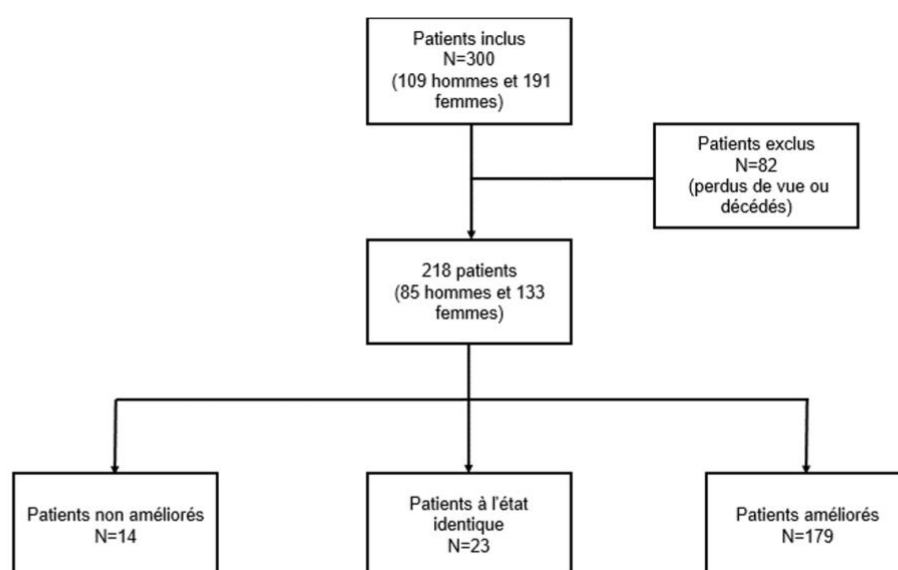 Patients inclus
N=300
(109 hommes et 191
femmes)
Patients exclus
N=82
(perdus de vue ou
décédés)
218 patients
(85 hommes et 133
femmes)
Patients non améliorés
N=14
Patients à l'état
identique
N=23
Patients améliorés
N=179